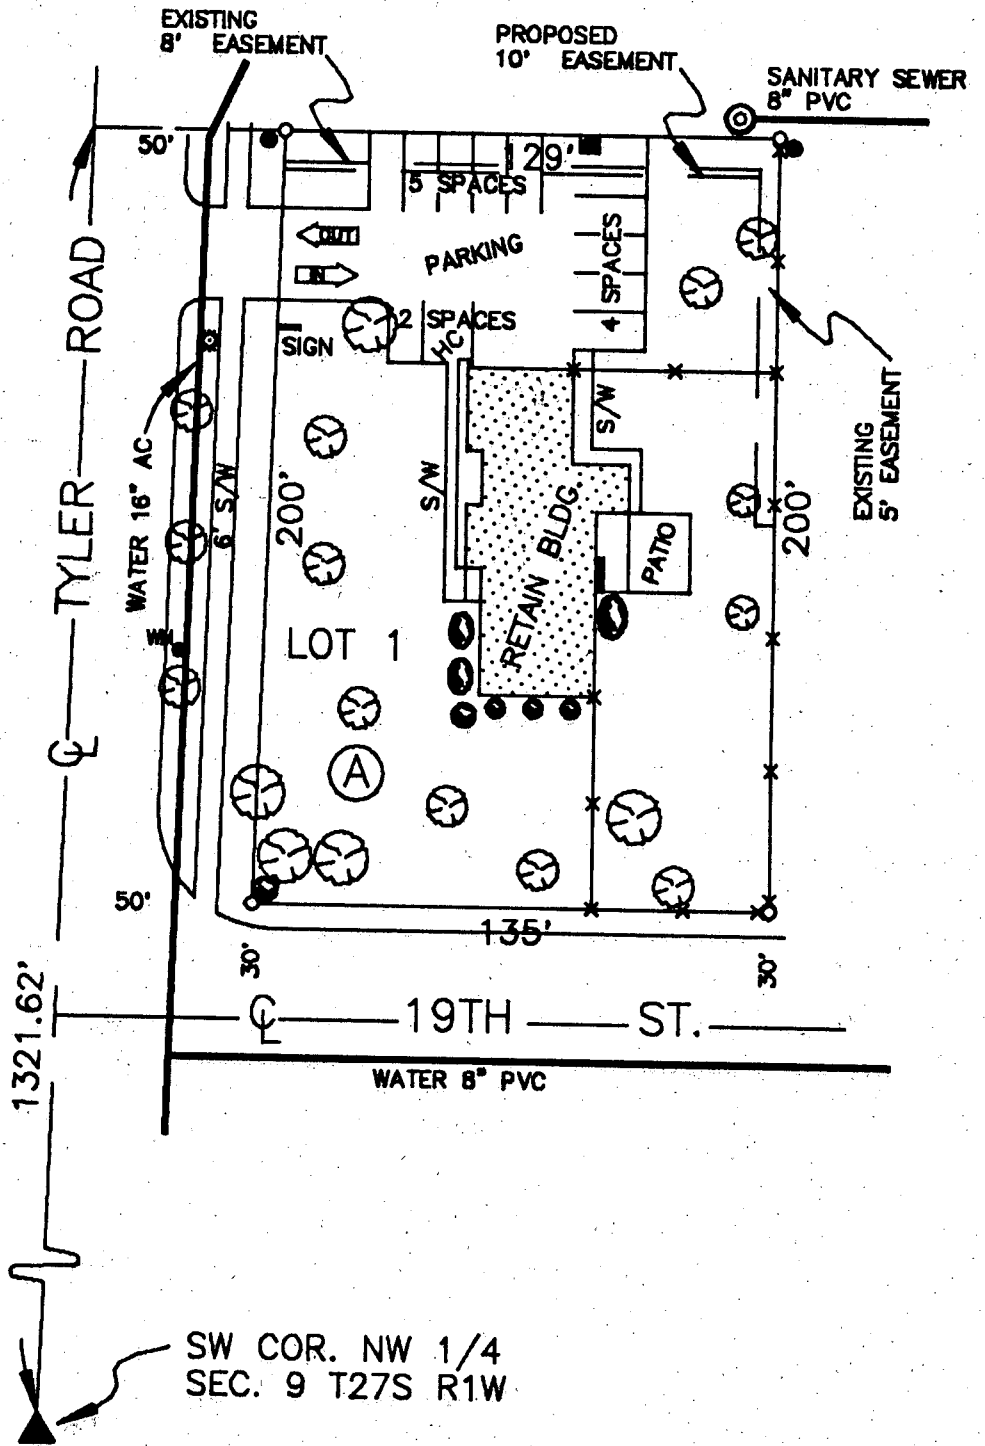 EXISTING
8' EASEMENT
PROPOSED
10' EASEMENT
SANITARY SEWER
8" PVC
50'
129'
5 SPACES
OUT
IN
PARKING
4 SPACES
2 SPACES
HC
SIGN
TYLER ROAD
WATER 16" AC
6' S/W
200'
S/W
S/W
RETAIN BLDG.
PATIO
EXISTING
5' EASEMENT
200'
WM
LOT 1
A
CL
50'
135'
30'
30'
CL
19TH ST.
WATER 8" PVC
1321.62'
SW COR. NW 1/4
SEC. 9 T27S R1W